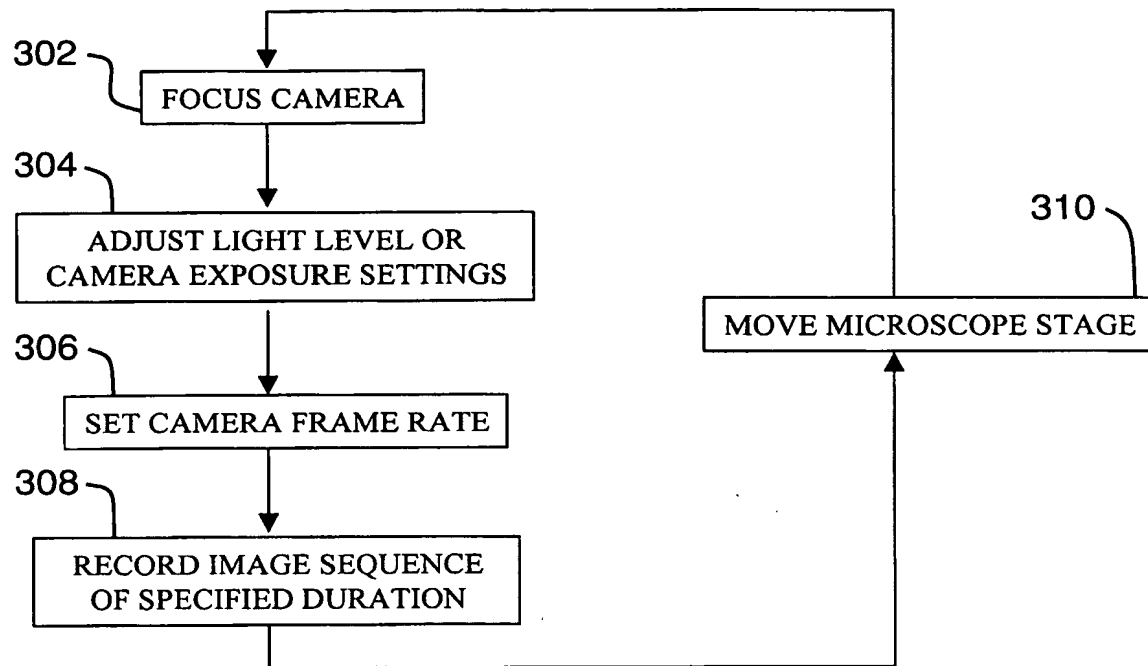 302
FOCUS CAMERA
304
ADJUST LIGHT LEVEL OR
CAMERA EXPOSURE SETTINGS
310
MOVE MICROSCOPE STAGE
306
SET CAMERA FRAME RATE
308
RECORD IMAGE SEQUENCE
OF SPECIFIED DURATION